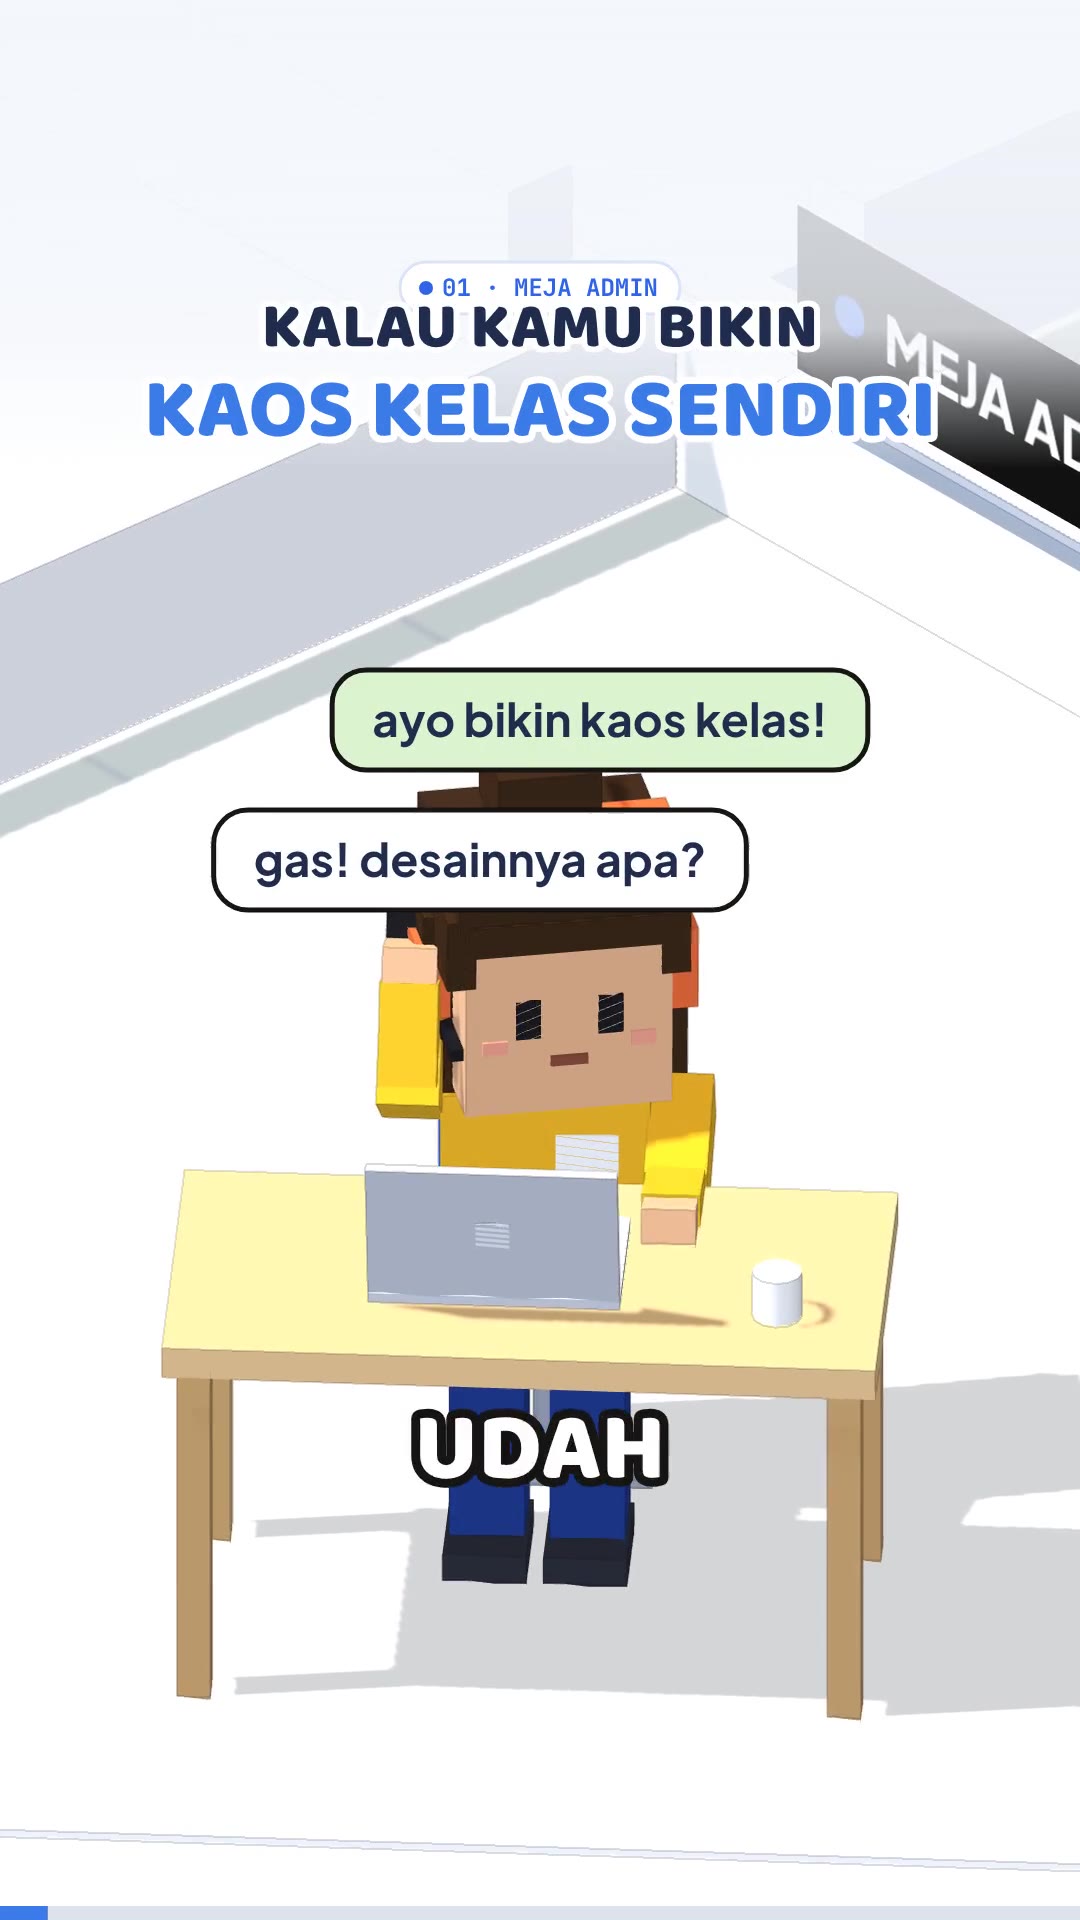 01 · MEJA ADMIN
KALAU KAMU BIKIN
KAOS KELAS SENDIRI
MEJA AD
ayo bikin kaos kelas!
gas! desainnya apa?
UDAH